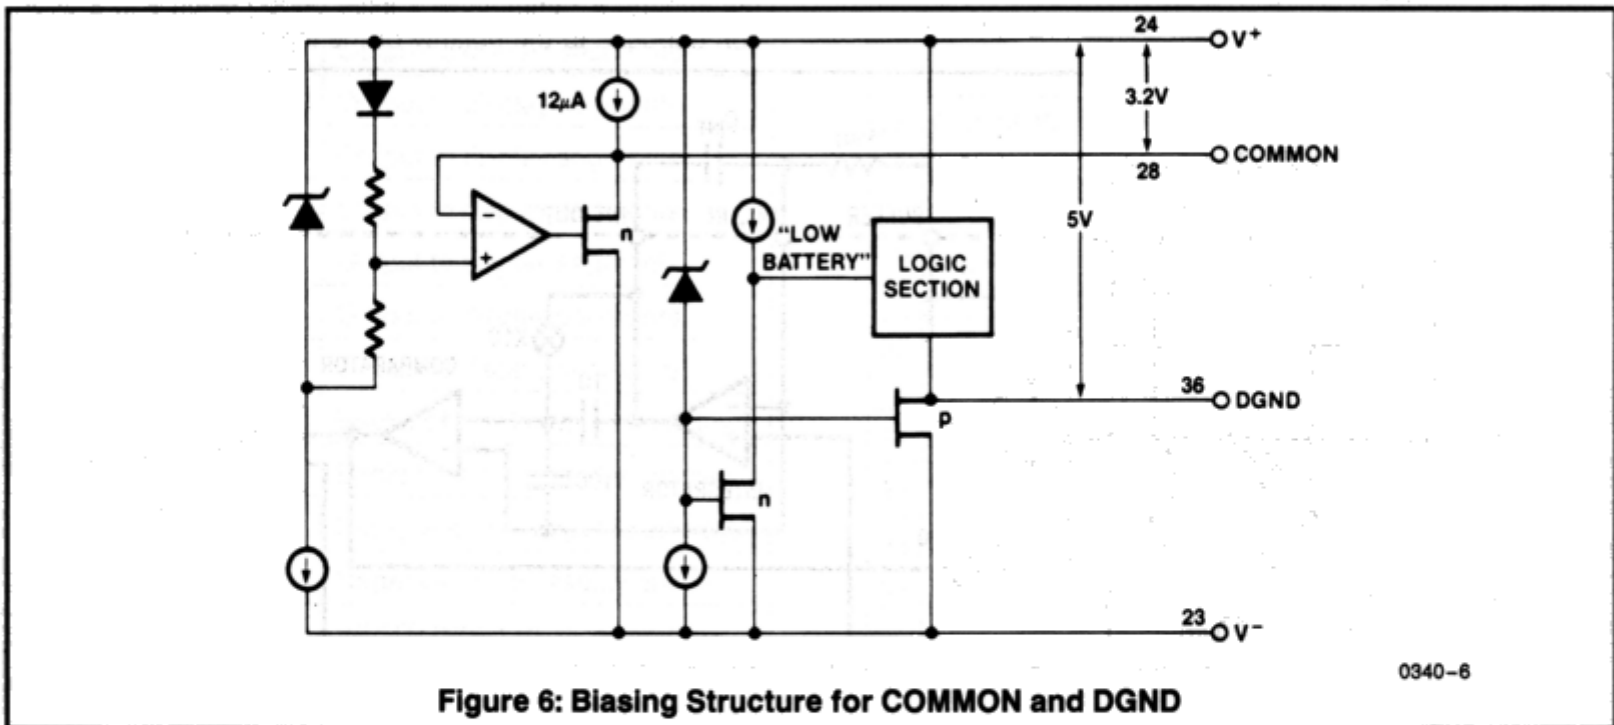 24
V+
12μA
3.2V
COMMON
28
−
n
+
5V
"LOW
BATTERY"
LOGIC
SECTION
36
DGND
p
n
23
V−
0340–6
Figure 6: Biasing Structure for COMMON and DGND